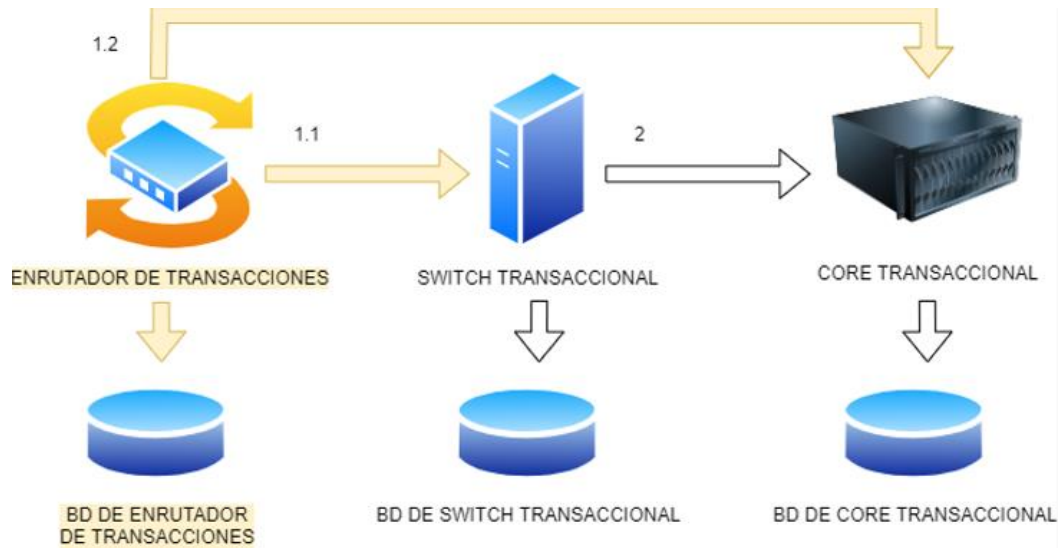 1.2
1.1
2
ENRUTADOR DE TRANSACCIONES
SWITCH TRANSACCIONAL
CORE TRANSACCIONAL
BD DE ENRUTADOR
DE TRANSACCIONES
BD DE SWITCH TRANSACCIONAL
BD DE CORE TRANSACCIONAL